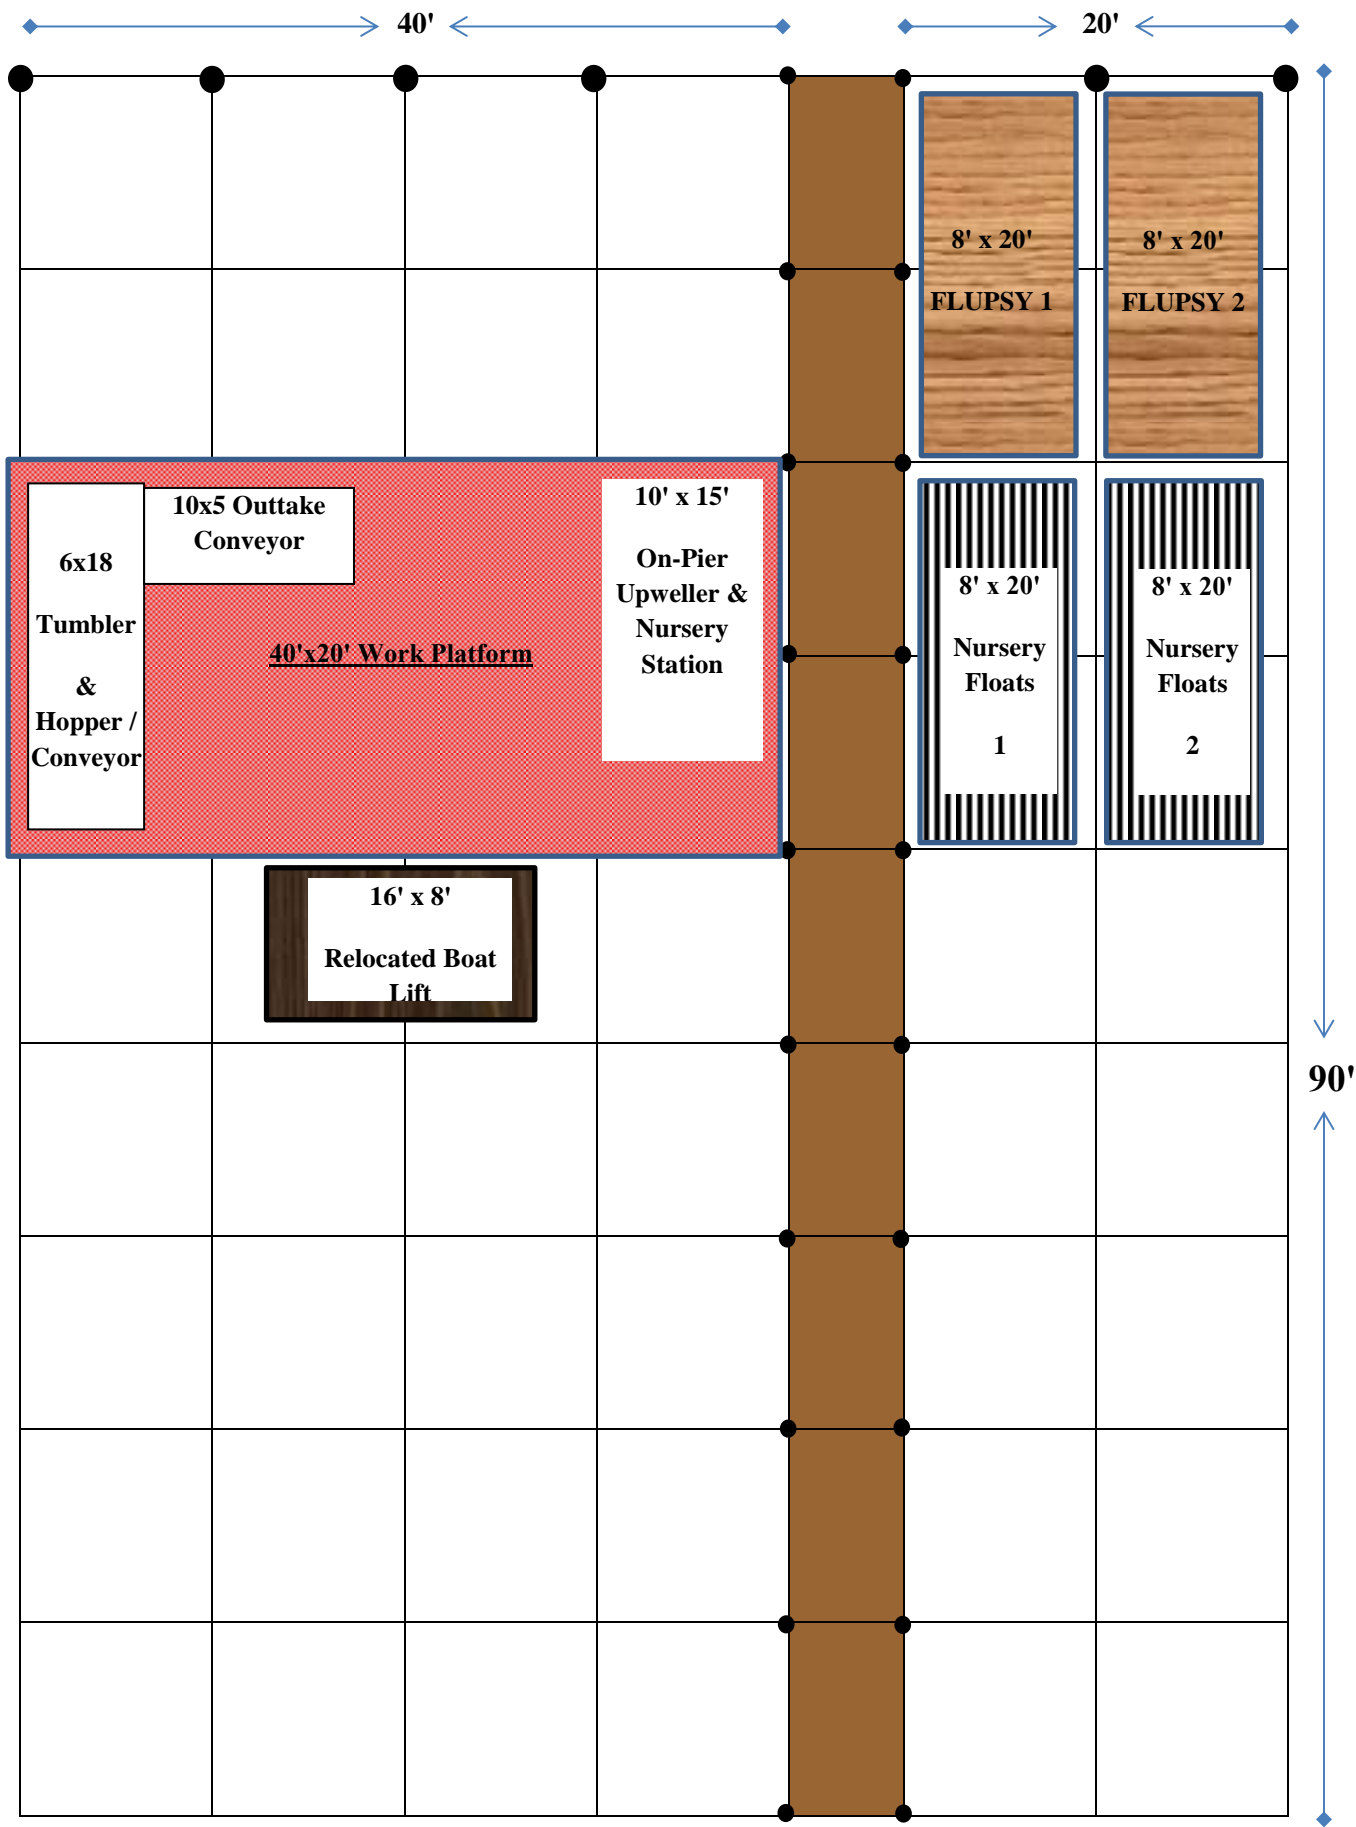 40'
20'
8' x 20'
FLUPSY 1
8' x 20'
FLUPSY 2
10x5 Outtake
Conveyor
6x18
Tumbler
&
Hopper /
Conveyor
40'x20' Work Platform
10' x 15'
On-Pier
Upweller &
Nursery
Station
8' x 20'
Nursery
Floats
1
8' x 20'
Nursery
Floats
2
16' x 8'
Relocated Boat
Lift
90'